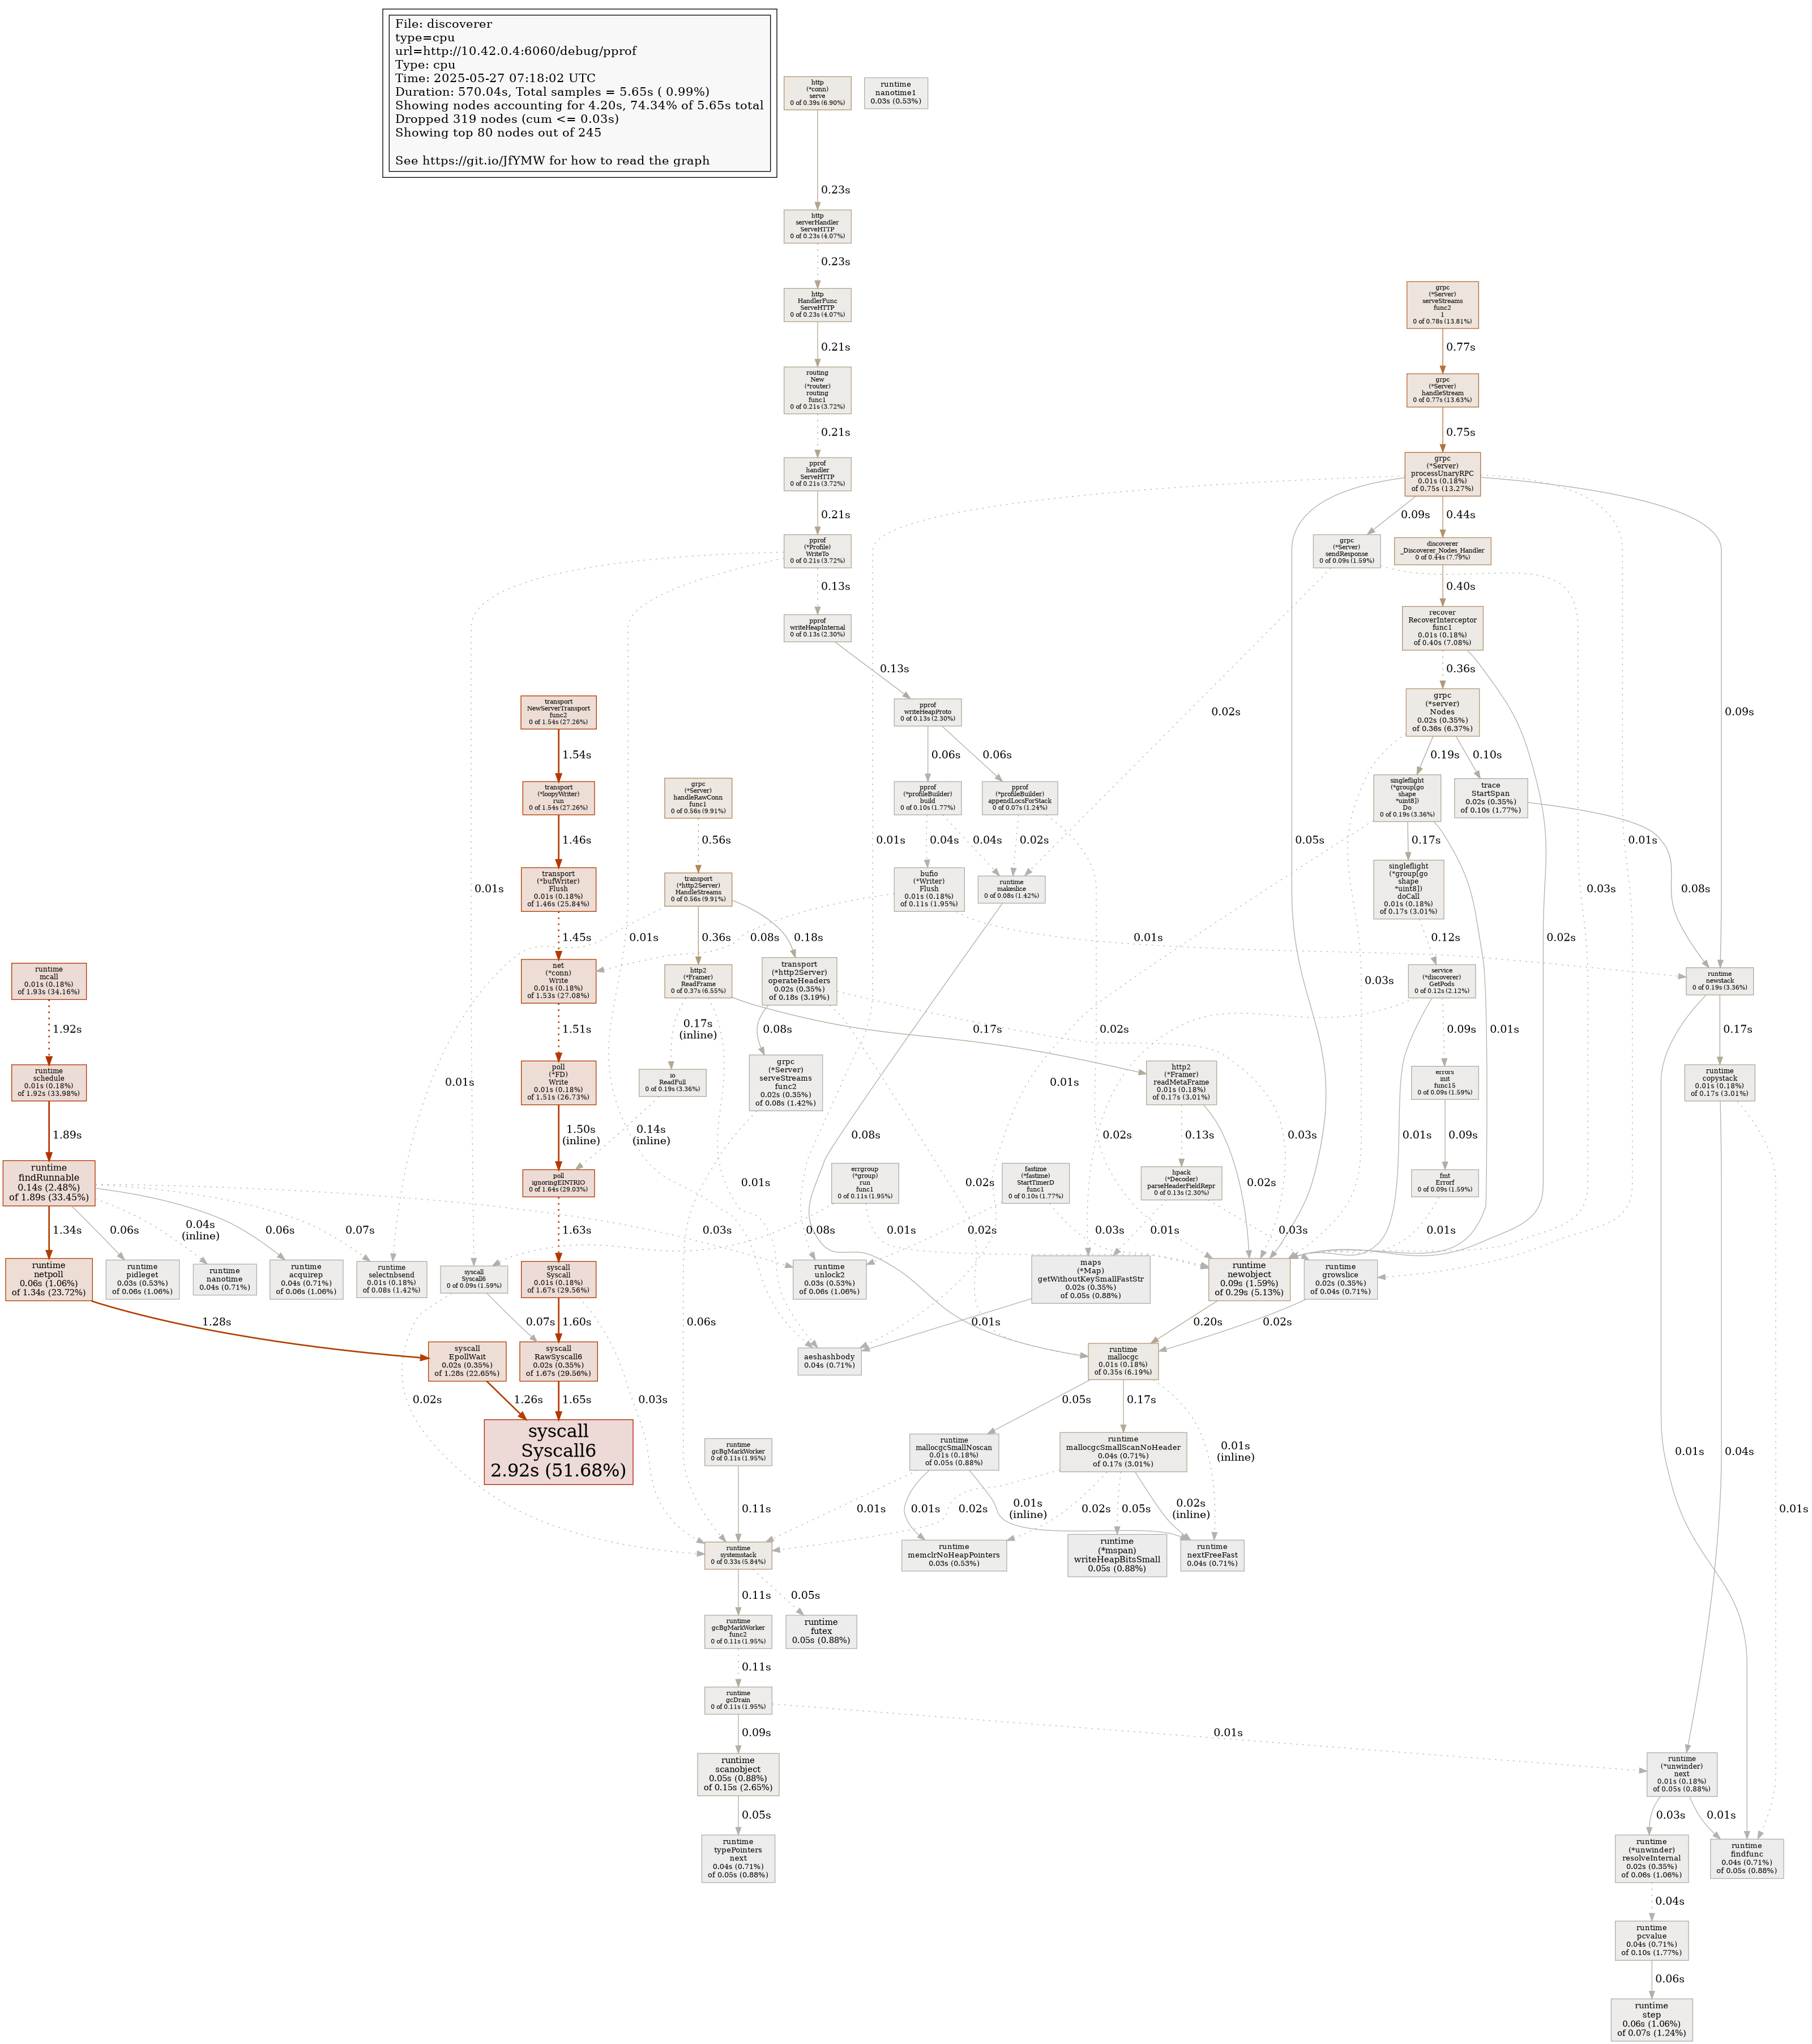 File: discoverer
type=cpu
url=http://10.42.0.4:6060/debug/pprof
Type: cpu
Time: 2025-05-27 07:18:02 UTC
Duration: 570.04s, Total samples = 5.65s ( 0.99%)
Showing nodes accounting for 4.20s, 74.34% of 5.65s total
Dropped 319 nodes (cum <= 0.03s)
Showing top 80 nodes out of 245
See https://git.io/JfYMW for how to read the graph
http
(*conn)
serve
0 of 0.39s (6.90%)
runtime
nanotime1
0.03s (0.53%)
0.23s
http
serverHandler
ServeHTTP
0 of 0.23s (4.07%)
0.23s
http
HandlerFunc
ServeHTTP
0 of 0.23s (4.07%)
grpc
(*Server)
serveStreams
func2
1
0 of 0.78s (13.81%)
0.21s
0.77s
routing
New
(*router)
routing
func1
0 of 0.21s (3.72%)
grpc
(*Server)
handleStream
0 of 0.77s (13.63%)
0.21s
0.75s
pprof
handler
ServeHTTP
0 of 0.21s (3.72%)
grpc
(*Server)
processUnaryRPC
0.01s (0.18%)
of 0.75s (13.27%)
0.21s
0.09s
0.44s
pprof
(*Profile)
WriteTo
0 of 0.21s (3.72%)
grpc
(*Server)
sendResponse
0 of 0.09s (1.59%)
discoverer
_Discoverer_Nodes_Handler
0 of 0.44s (7.79%)
0.13s
0.40s
pprof
writeHeapInternal
0 of 0.13s (2.30%)
recover
RecoverInterceptor
func1
0.01s (0.18%)
of 0.40s (7.08%)
0.13s
0.36s
transport
NewServerTransport
func2
0 of 1.54s (27.26%)
pprof
writeHeapProto
0 of 0.13s (2.30%)
0.02s
grpc
(*server)
Nodes
0.02s (0.35%)
of 0.36s (6.37%)
0.09s
1.54s
0.06s
0.06s
0.19s
0.10s
transport
(*loopyWriter)
run
0 of 1.54s (27.26%)
grpc
(*Server)
handleRawConn
func1
0 of 0.56s (9.91%)
pprof
(*profileBuilder)
build
0 of 0.10s (1.77%)
pprof
(*profileBuilder)
appendLocsForStack
0 of 0.07s (1.24%)
singleflight
(*group[go
shape
*uint8])
Do
0 of 0.19s (3.36%)
trace
StartSpan
0.02s (0.35%)
of 0.10s (1.77%)
1.46s
0.56s
0.01s
0.04s
0.04s
0.02s
0.05s
0.17s
0.01s
0.01s
transport
(*bufWriter)
Flush
0.01s (0.18%)
of 1.46s (25.84%)
transport
(*http2Server)
HandleStreams
0 of 0.56s (9.91%)
bufio
(*Writer)
Flush
0.01s (0.18%)
of 0.11s (1.95%)
runtime
makeslice
0 of 0.08s (1.42%)
singleflight
(*group[go
shape
*uint8])
doCall
0.01s (0.18%)
of 0.17s (3.01%)
0.03s
0.08s
1.45s
0.01s
0.36s
0.08s
0.18s
0.01s
0.12s
0.02s
runtime
mcall
0.01s (0.18%)
of 1.93s (34.16%)
net
(*conn)
Write
0.01s (0.18%)
of 1.53s (27.08%)
http2
(*Framer)
ReadFrame
0 of 0.37s (6.55%)
transport
(*http2Server)
operateHeaders
0.02s (0.35%)
of 0.18s (3.19%)
service
(*discoverer)
GetPods
0 of 0.12s (2.12%)
0.03s
runtime
newstack
0 of 0.19s (3.36%)
1.92s
1.51s
0.17s
(inline)
0.08s
0.17s
0.02s
0.09s
0.01s
0.17s
runtime
schedule
0.01s (0.18%)
of 1.92s (33.98%)
poll
(*FD)
Write
0.01s (0.18%)
of 1.51s (26.73%)
0.01s
io
ReadFull
0 of 0.19s (3.36%)
grpc
(*Server)
serveStreams
func2
0.02s (0.35%)
of 0.08s (1.42%)
0.01s
http2
(*Framer)
readMetaFrame
0.01s (0.18%)
of 0.17s (3.01%)
errors
init
func15
0 of 0.09s (1.59%)
runtime
copystack
0.01s (0.18%)
of 0.17s (3.01%)
0.01s
1.89s
1.50s
(inline)
0.14s
(inline)
0.08s
0.02s
0.13s
0.03s
0.01s
0.09s
runtime
findRunnable
0.14s (2.48%)
of 1.89s (33.45%)
poll
ignoringEINTRIO
0 of 1.64s (29.03%)
0.01s
errgroup
(*group)
run
func1
0 of 0.11s (1.95%)
0.02s
fastime
(*fastime)
StartTimerD
func1
0 of 0.10s (1.77%)
hpack
(*Decoder)
parseHeaderFieldRepr
0 of 0.13s (2.30%)
0.02s
fmt
Errorf
0 of 0.09s (1.59%)
1.34s
0.06s
0.04s
(inline)
0.06s
0.07s
1.63s
0.03s
0.08s
0.01s
0.02s
0.03s
0.01s
0.03s
0.01s
runtime
netpoll
0.06s (1.06%)
of 1.34s (23.72%)
runtime
pidleget
0.03s (0.53%)
of 0.06s (1.06%)
runtime
nanotime
0.04s (0.71%)
runtime
acquirep
0.04s (0.71%)
of 0.06s (1.06%)
runtime
selectnbsend
0.01s (0.18%)
of 0.08s (1.42%)
syscall
Syscall6
0 of 0.09s (1.59%)
syscall
Syscall
0.01s (0.18%)
of 1.67s (29.56%)
runtime
unlock2
0.03s (0.53%)
of 0.06s (1.06%)
maps
(*Map)
getWithoutKeySmallFastStr
0.02s (0.35%)
of 0.05s (0.88%)
runtime
newobject
0.09s (1.59%)
of 0.29s (5.13%)
runtime
growslice
0.02s (0.35%)
of 0.04s (0.71%)
1.28s
0.07s
1.60s
0.06s
0.01s
0.20s
0.02s
syscall
EpollWait
0.02s (0.35%)
of 1.28s (22.65%)
syscall
RawSyscall6
0.02s (0.35%)
of 1.67s (29.56%)
aeshashbody
0.04s (0.71%)
runtime
mallocgc
0.01s (0.18%)
of 0.35s (6.19%)
0.02s
1.26s
1.65s
0.03s
0.05s
0.17s
syscall
Syscall6
2.92s (51.68%)
runtime
gcBgMarkWorker
0 of 0.11s (1.95%)
runtime
mallocgcSmallNoscan
0.01s (0.18%)
of 0.05s (0.88%)
runtime
mallocgcSmallScanNoHeader
0.04s (0.71%)
of 0.17s (3.01%)
0.01s
(inline)
0.01s
0.04s
0.11s
0.01s
0.01s
0.02s
0.01s
(inline)
0.02s
0.05s
0.02s
(inline)
0.01s
runtime
systemstack
0 of 0.33s (5.84%)
runtime
memclrNoHeapPointers
0.03s (0.53%)
runtime
(*mspan)
writeHeapBitsSmall
0.05s (0.88%)
runtime
nextFreeFast
0.04s (0.71%)
0.11s
0.05s
runtime
gcBgMarkWorker
func2
0 of 0.11s (1.95%)
runtime
futex
0.05s (0.88%)
0.11s
runtime
gcDrain
0 of 0.11s (1.95%)
0.09s
0.01s
runtime
scanobject
0.05s (0.88%)
of 0.15s (2.65%)
runtime
(*unwinder)
next
0.01s (0.18%)
of 0.05s (0.88%)
0.05s
0.03s
0.01s
runtime
typePointers
next
0.04s (0.71%)
of 0.05s (0.88%)
runtime
(*unwinder)
resolveInternal
0.02s (0.35%)
of 0.06s (1.06%)
runtime
findfunc
0.04s (0.71%)
of 0.05s (0.88%)
0.04s
runtime
pcvalue
0.04s (0.71%)
of 0.10s (1.77%)
0.06s
runtime
step
0.06s (1.06%)
of 0.07s (1.24%)